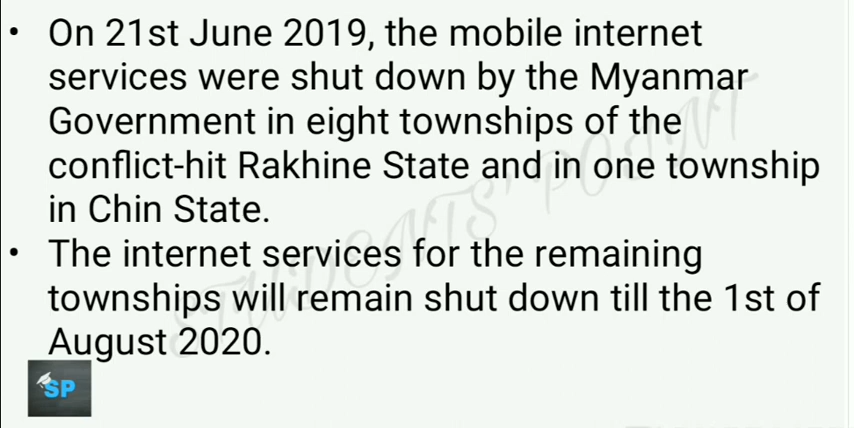 • On 21st June 2019, the mobile internet
services were shut down by the Myanmar
Government in eight townships of the
conflict-hit Rakhine State and in one township
in Chin State.
• The internet services for the remaining
townships will remain shut down till the 1st of
August 2020.
STUDENTS' POINT
SP